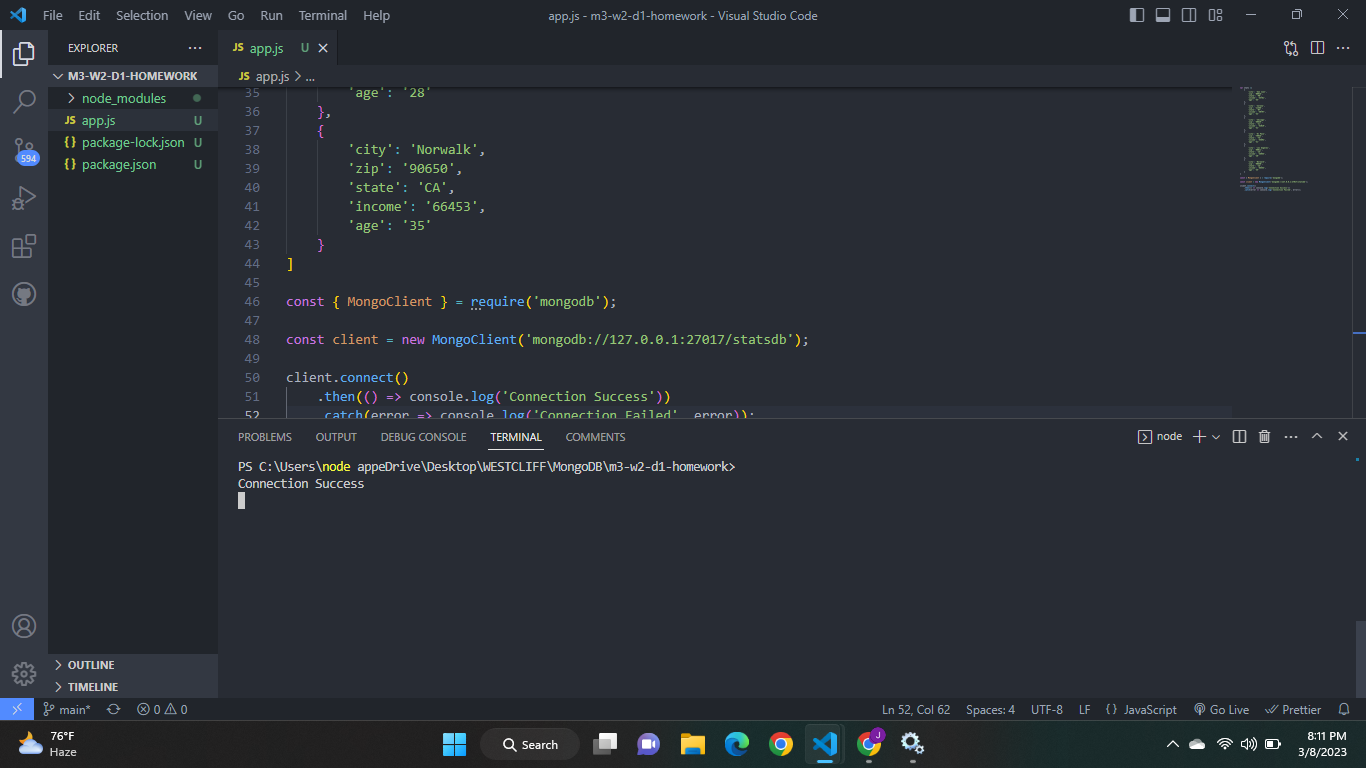 File Edit Selection View Go Run Terminal Help app.js - m3-w2-d1-homework - Visual Studio Code
EXPLORER
M3-W2-D1-HOMEWORK
node_modules
JS app.js U
{} package-lock.json U
{} package.json U
594
OUTLINE
TIMELINE
JS app.js U
JS app.js > ...
35 'age': '28'
36 },
37 {
38 'city': 'Norwalk',
39 'zip': '90650',
40 'state': 'CA',
41 'income': '66453',
42 'age': '35'
43 }
44 ]
45
46 const { MongoClient } = require('mongodb');
47
48 const client = new MongoClient('mongodb://127.0.0.1:27017/statsdb');
49
50 client.connect()
51 .then(() => console.log('Connection Success'))
52 .catch(error => console.log('Connection Failed', error));
PROBLEMS OUTPUT DEBUG CONSOLE TERMINAL COMMENTS node
PS C:\Users\node appeDrive\Desktop\WESTCLIFF\MongoDB\m3-w2-d1-homework>
Connection Success
main* 0 0 Ln 52, Col 62 Spaces: 4 UTF-8 LF {} JavaScript Go Live Prettier
76°F
Haze
Search
J
8:11 PM
3/8/2023